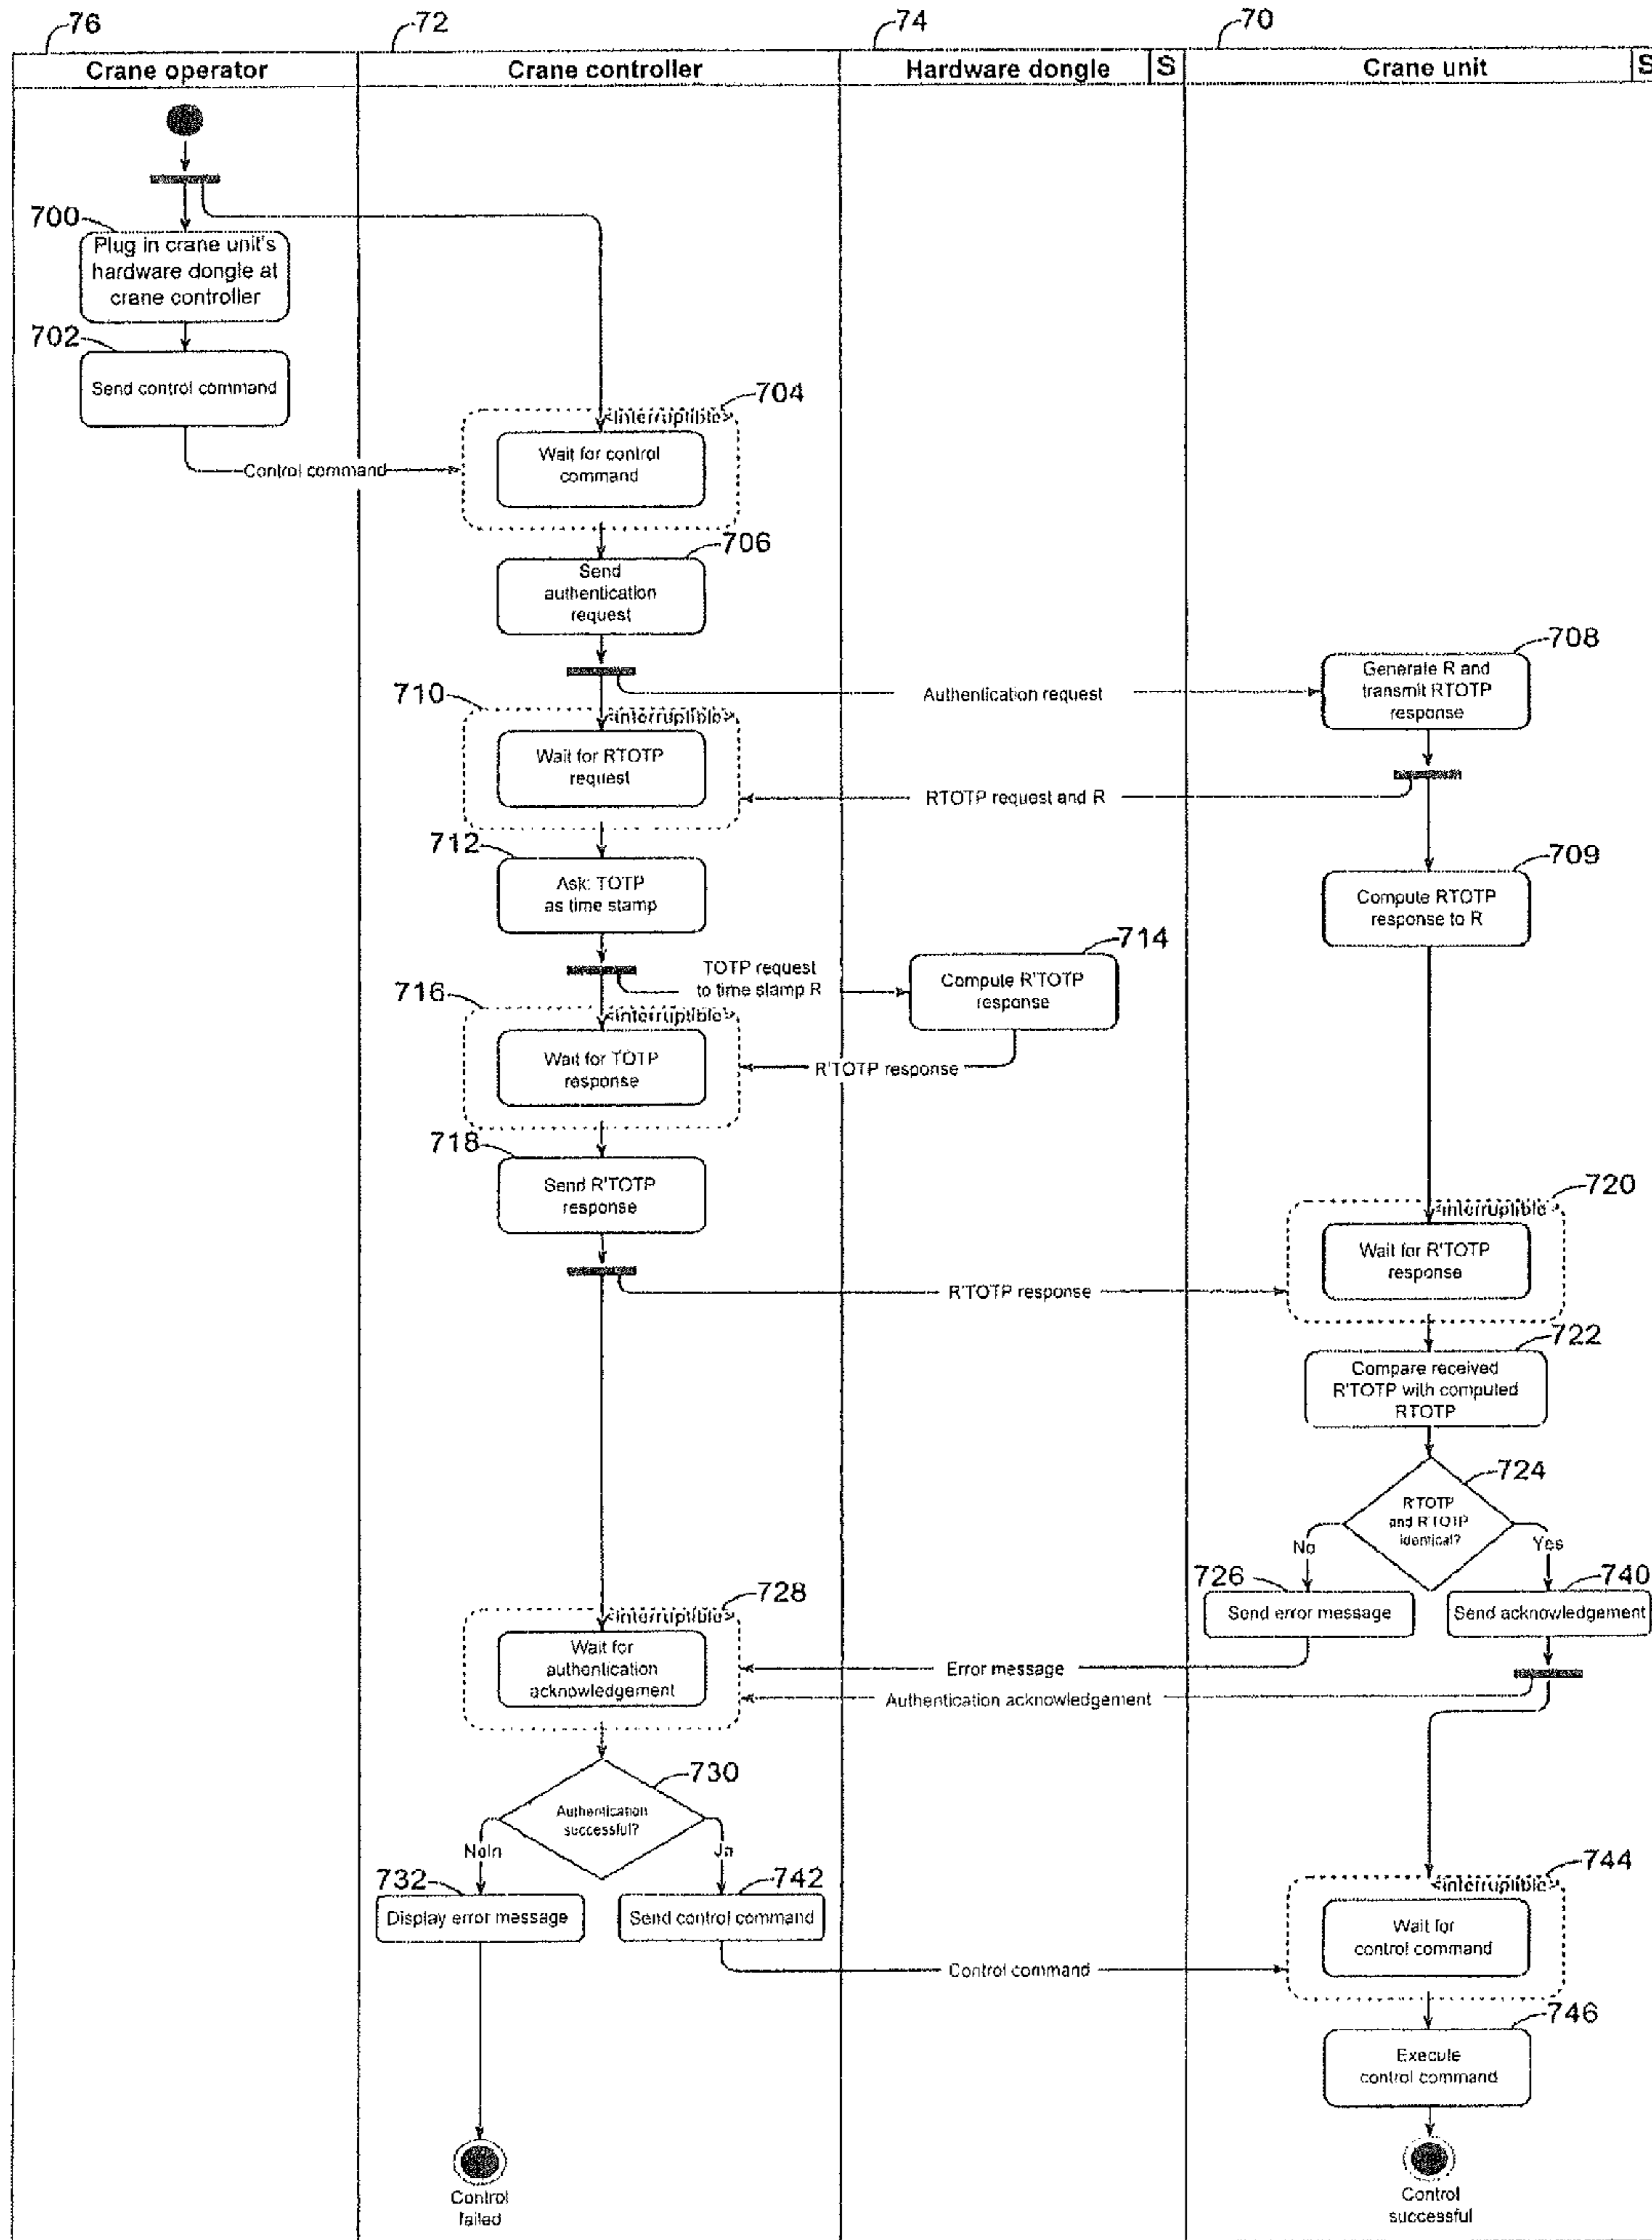 76
72
74
70
Crane operator
Crane controller
Hardware dongle
S
Crane unit
S
700
Plug in crane unit's
hardware dongle at
crane controller
702
Send control command
704
<interruptible>
Wait for control
command
Control command
706
Send
authentication
request
708
Generate R and
transmit RTOTP
response
Authentication request
710
<interruptible>
Wait for RTOTP
request
RTOTP request and R
712
Ask: TOTP
as time stamp
709
Compute RTOTP
response to R
714
TOTP request
to time stamp R
Compute R'TOTP
response
716
<interruptible>
Wait for TOTP
response
R'TOTP response
718
Send R'TOTP
response
720
<interruptible>
Wait for R'TOTP
response
R'TOTP response
722
Compare received
R'TOTP with computed
RTOTP
724
R'TOTP
and R'TOTP
identical?
No
Yes
726
Send error message
740
Send acknowledgement
728
<interruptible>
Wait for
authentication
acknowledgement
Error message
Authentication acknowledgement
730
Authentication
successful?
Nein
Ja
732
Display error message
742
Send control command
744
<interruptible>
Wait for
control command
Control command
746
Execute
control command
Control
failed
Control
successful